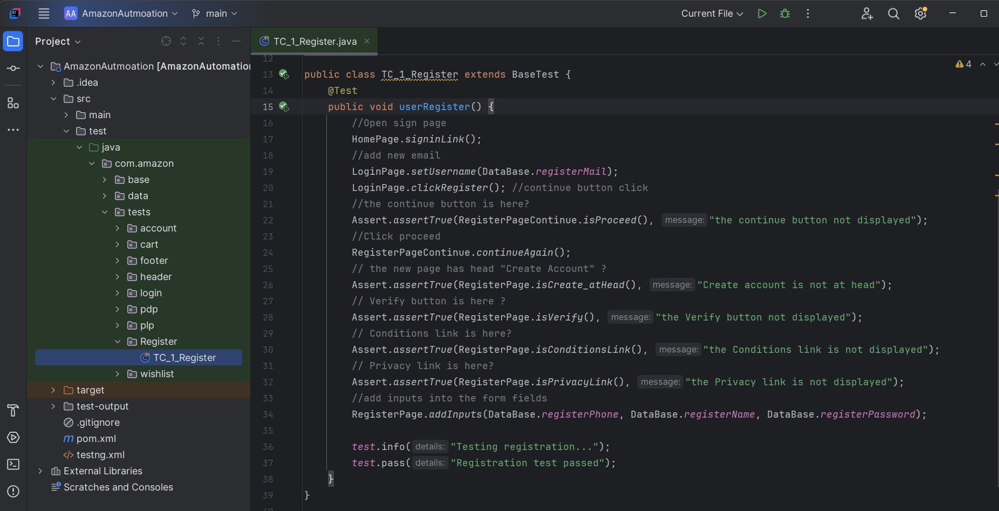 AA AmazonAutmoation main Current File
Project
TC_1_Register.java
AmazonAutmoation [AmazonAutomatio
.idea
src
main
test
java
com.amazon
base
data
tests
account
cart
footer
header
login
pdp
plp
Register
TC_1_Register
wishlist
target
test-output
.gitignore
m pom.xml
</> testng.xml
External Libraries
Scratches and Consoles
4
12
13 public class TC_1_Register extends BaseTest {
14 @Test
15 public void userRegister() {
16 //Open sign page
17 HomePage.signinLink();
18 //add new email
19 LoginPage.setUsername(DataBase.registerMail);
20 LoginPage.clickRegister(); //continue button click
21 //the continue button is here?
22 Assert.assertTrue(RegisterPageContinue.isProceed(), message: "the continue button not displayed");
23 //Click proceed
24 RegisterPageContinue.continueAgain();
25 // the new page has head "Create Account" ?
26 Assert.assertTrue(RegisterPage.isCreate_atHead(), message: "Create account is not at head");
27 // Verify button is here ?
28 Assert.assertTrue(RegisterPage.isVerify(), message: "the Verify button not displayed");
29 // Conditions link is here?
30 Assert.assertTrue(RegisterPage.isConditionsLink(), message: "the Conditions link is not displayed");
31 // Privacy link is here?
32 Assert.assertTrue(RegisterPage.isPrivacyLink(), message: "the Privacy link is not displayed");
33 //add inputs into the form fields
34 RegisterPage.addInputs(DataBase.registerPhone, DataBase.registerName, DataBase.registerPassword);
35
36 test.info( details: "Testing registration...");
37 test.pass( details: "Registration test passed");
38 }
39 }